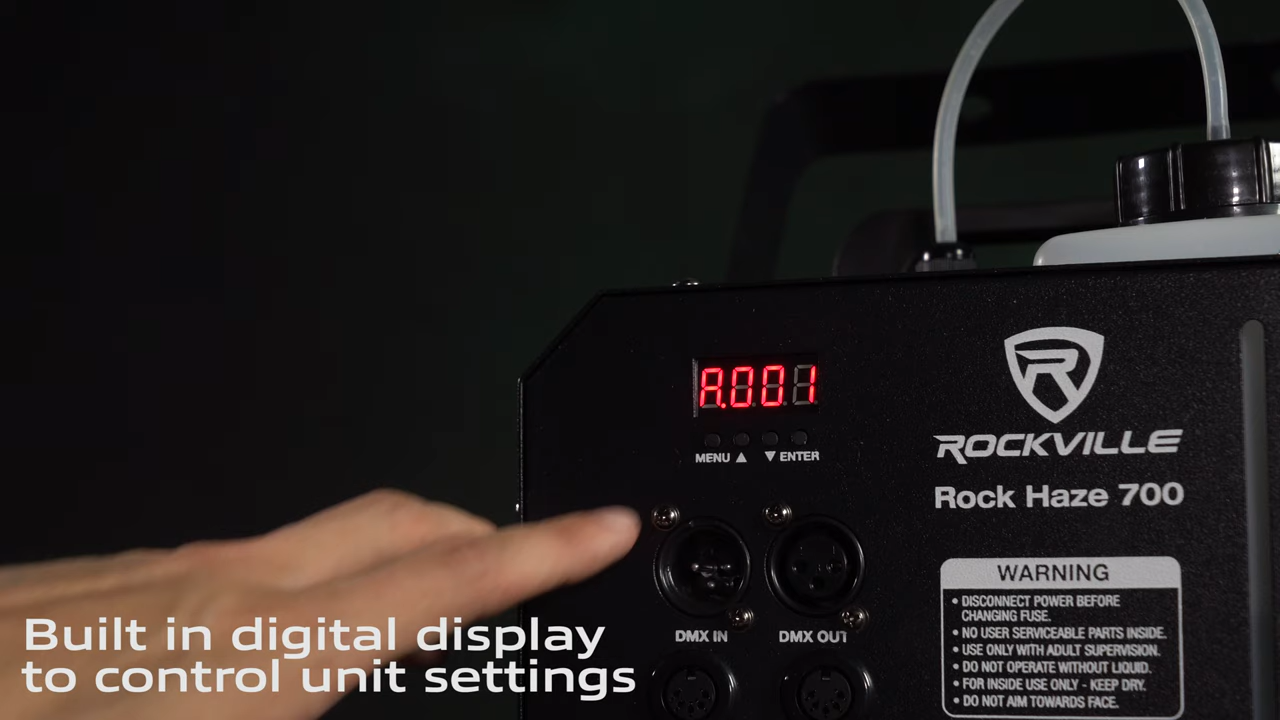 A.001
MENU ▲ ▼ ENTER
R
ROCKVILLE
Rock Haze 700
DMX IN DMX OUT
WARNING
• DISCONNECT POWER BEFORE
CHANGING FUSE.
• NO USER SERVICEABLE PARTS INSIDE.
• USE ONLY WITH ADULT SUPERVISION.
• DO NOT OPERATE WITHOUT LIQUID.
• FOR INSIDE USE ONLY - KEEP DRY.
• DO NOT AIM TOWARDS FACE.
Built in digital display
to control unit settings